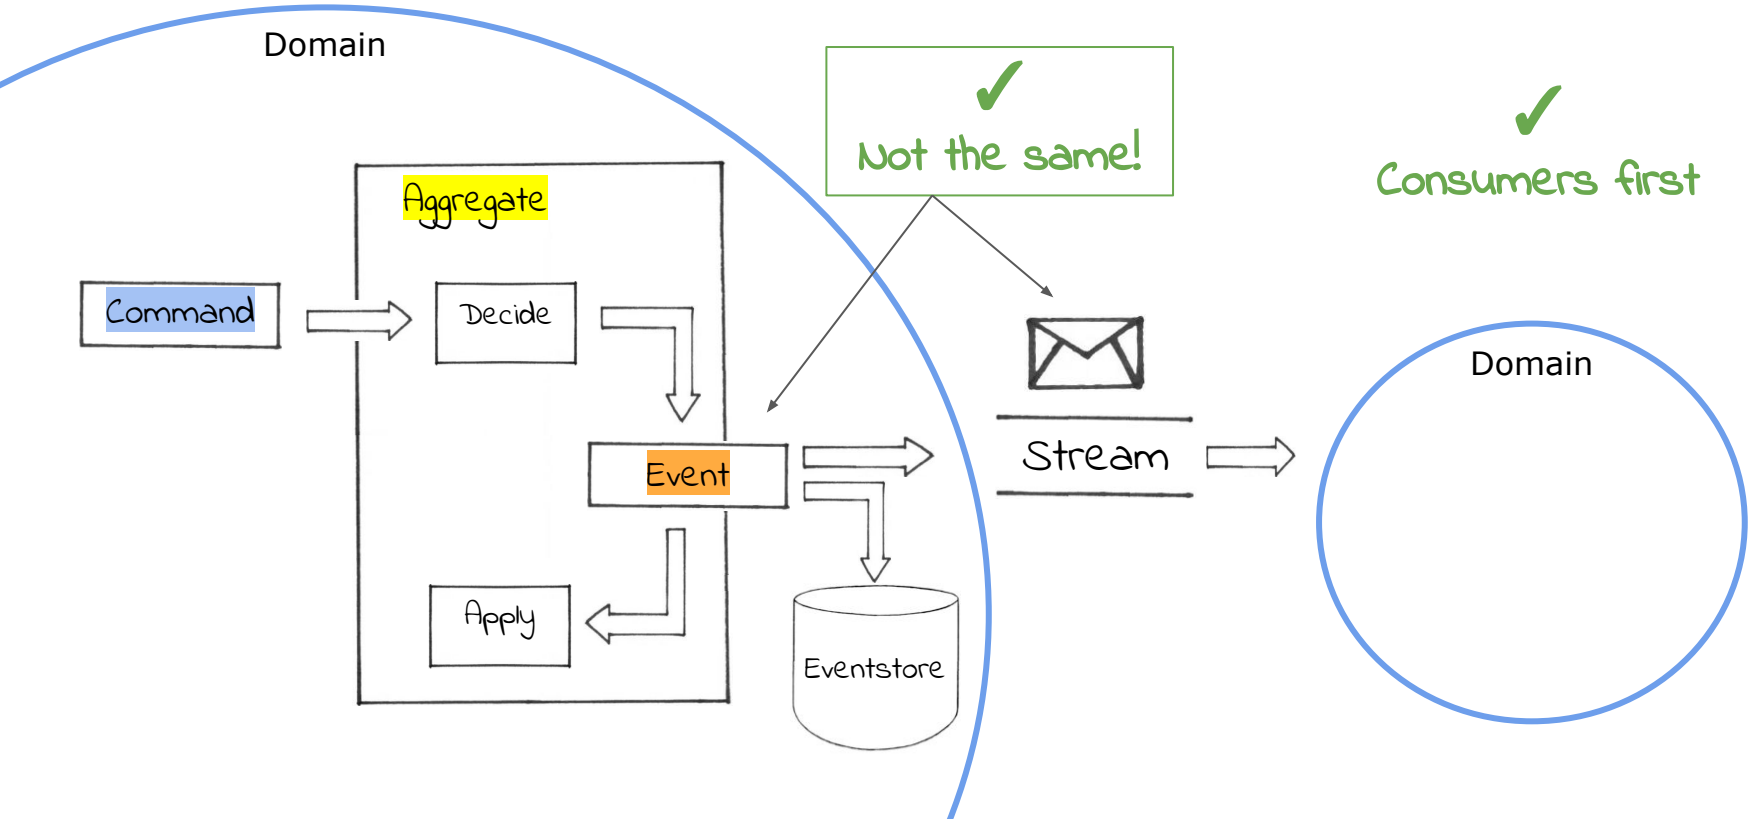 Domain
✓
Not the same!
✓
Consumers first
Aggregate
Command
Decide
Event
Apply
Eventstore
Stream
Domain